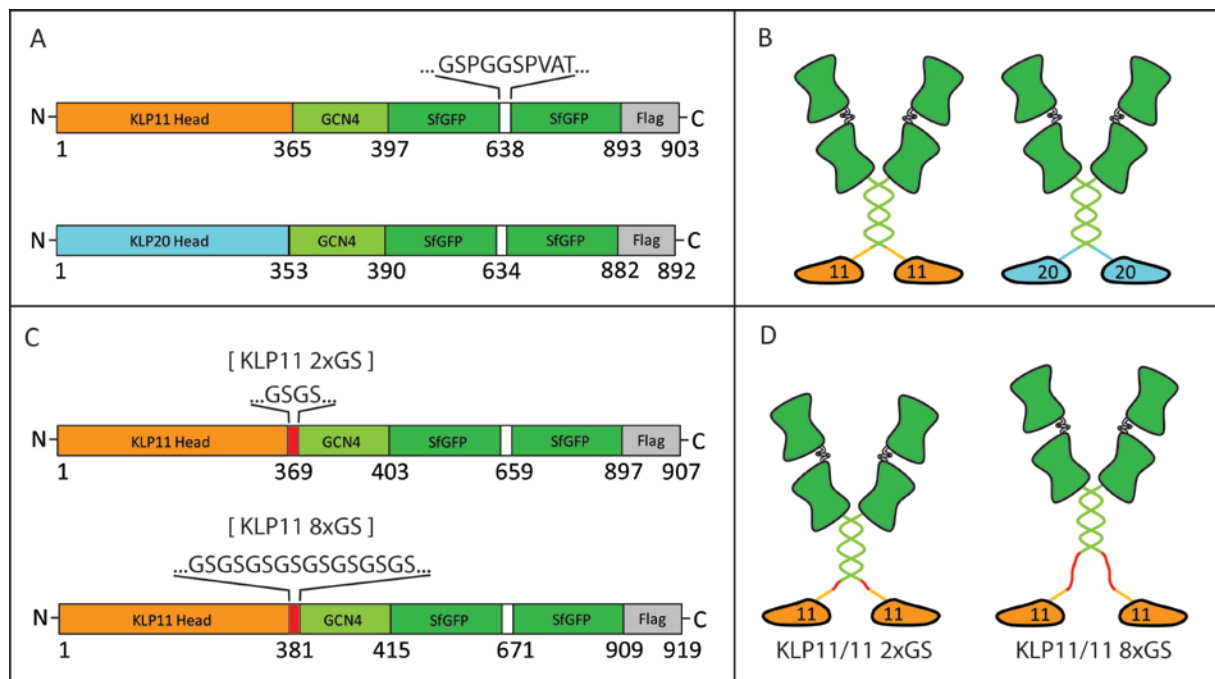 A
...GSPGGSPVAT...
N KLP11 Head GCN4 SfGFP SfGFP Flag C
1 365 397 638 893 903
N KLP20 Head GCN4 SfGFP SfGFP Flag C
1 353 390 634 882 892
B
11 11 20 20
C
[ KLP11 2xGS ]
...GSGS...
N KLP11 Head GCN4 SfGFP SfGFP Flag C
1 369 403 659 897 907
[ KLP11 8xGS ]
...GSGSGSGSGSGSGSGS...
N KLP11 Head GCN4 SfGFP SfGFP Flag C
1 381 415 671 909 919
D
11 11 11 11
KLP11/11 2xGS KLP11/11 8xGS